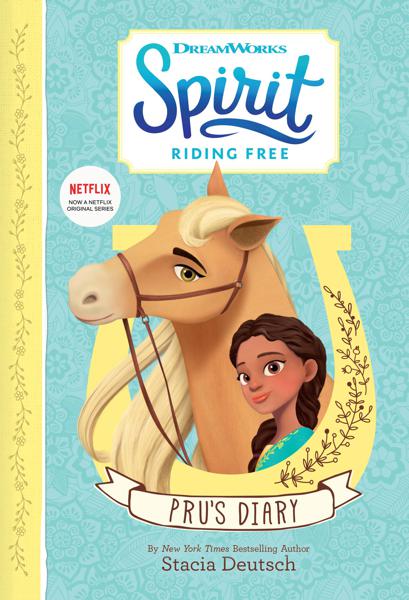 DREAMWORKS
Spirit
RIDING FREE
NETFLIX
NOW A NETFLIX
ORIGINAL SERIES
PRU'S DIARY
By New York Times Bestselling Author
Stacia Deutsch